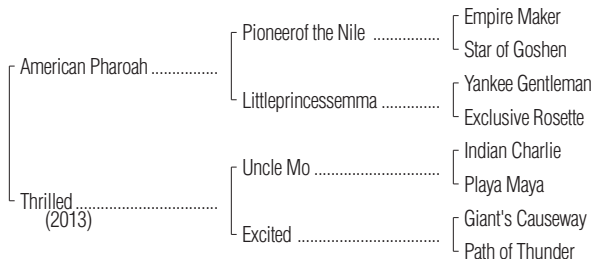 Empire Maker
Pioneerof the Nile ................
Star of Goshen
American Pharoah ................
Yankee Gentleman
Littleprincessemma ..............
Exclusive Rosette
Indian Charlie
Uncle Mo ..............................
Playa Maya
Thrilled ..................................
(2013)
Giant's Causeway
Excited ..................................
Path of Thunder